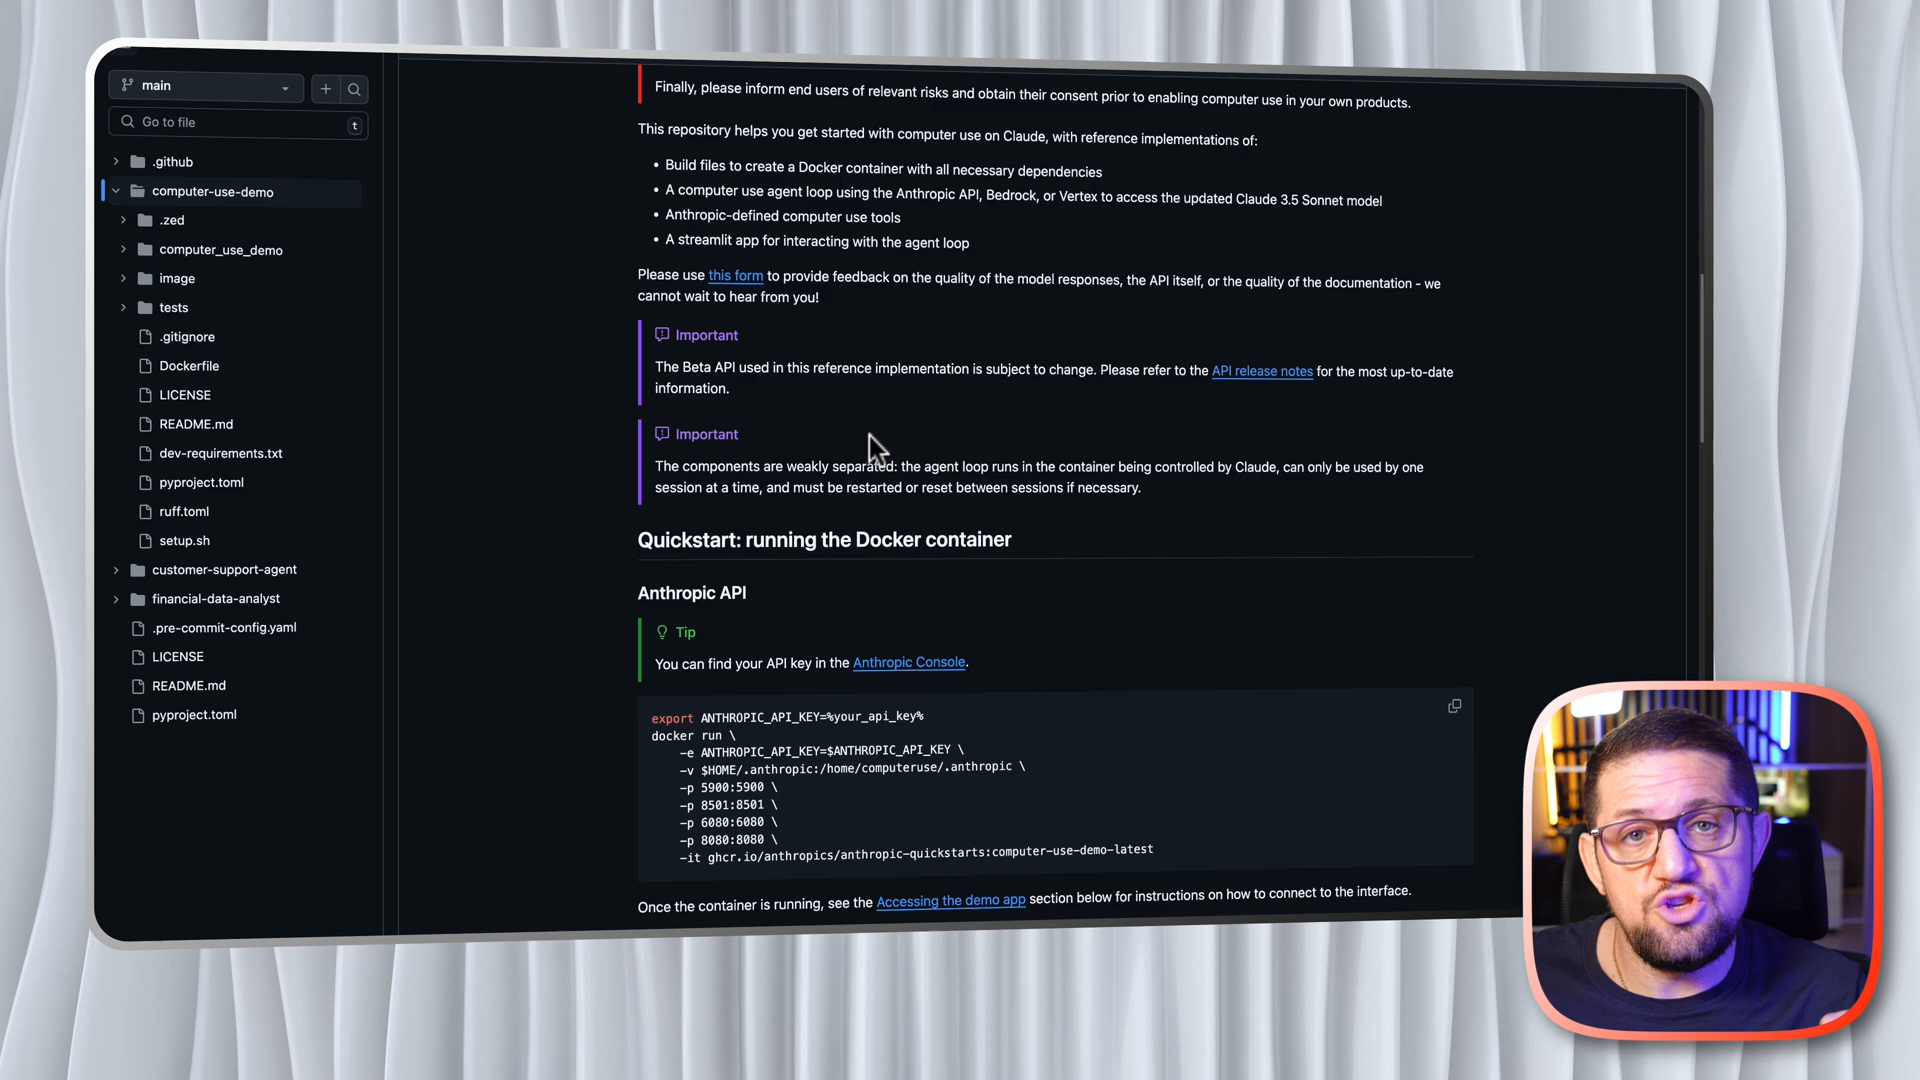 main
Go to file
t
.github
computer-use-demo
.zed
computer_use_demo
image
tests
.gitignore
Dockerfile
LICENSE
README.md
dev-requirements.txt
pyproject.toml
ruff.toml
setup.sh
customer-support-agent
financial-data-analyst
.pre-commit-config.yaml
LICENSE
README.md
pyproject.toml
Finally, please inform end users of relevant risks and obtain their consent prior to enabling computer use in your own products.
This repository helps you get started with computer use on Claude, with reference implementations of:
• Build files to create a Docker container with all necessary dependencies
• A computer use agent loop using the Anthropic API, Bedrock, or Vertex to access the updated Claude 3.5 Sonnet model
• Anthropic-defined computer use tools
• A streamlit app for interacting with the agent loop
Please use this form to provide feedback on the quality of the model responses, the API itself, or the quality of the documentation - we
cannot wait to hear from you!
Important
The Beta API used in this reference implementation is subject to change. Please refer to the API release notes for the most up-to-date
information.
Important
The components are weakly separated: the agent loop runs in the container being controlled by Claude, can only be used by one
session at a time, and must be restarted or reset between sessions if necessary.
Quickstart: running the Docker container
Anthropic API
Tip
You can find your API key in the Anthropic Console.
export ANTHROPIC_API_KEY=%your_api_key%
docker run \
-e ANTHROPIC_API_KEY=$ANTHROPIC_API_KEY \
-v $HOME/.anthropic:/home/computeruse/.anthropic \
-p 5900:5900 \
-p 8501:8501 \
-p 6080:6080 \
-p 8080:8080 \
-it ghcr.io/anthropics/anthropic-quickstarts:computer-use-demo-latest
Once the container is running, see the Accessing the demo app section below for instructions on how to connect to the interface.